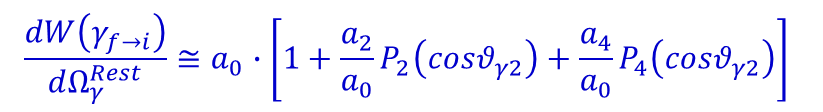 dW(γ_{f→i}) / dΩ_γ^{Rest} ≅ a_0 · [1 + a_2/a_0 P_2(cosϑ_{γ2}) + a_4/a_0 P_4(cosϑ_{γ2})]